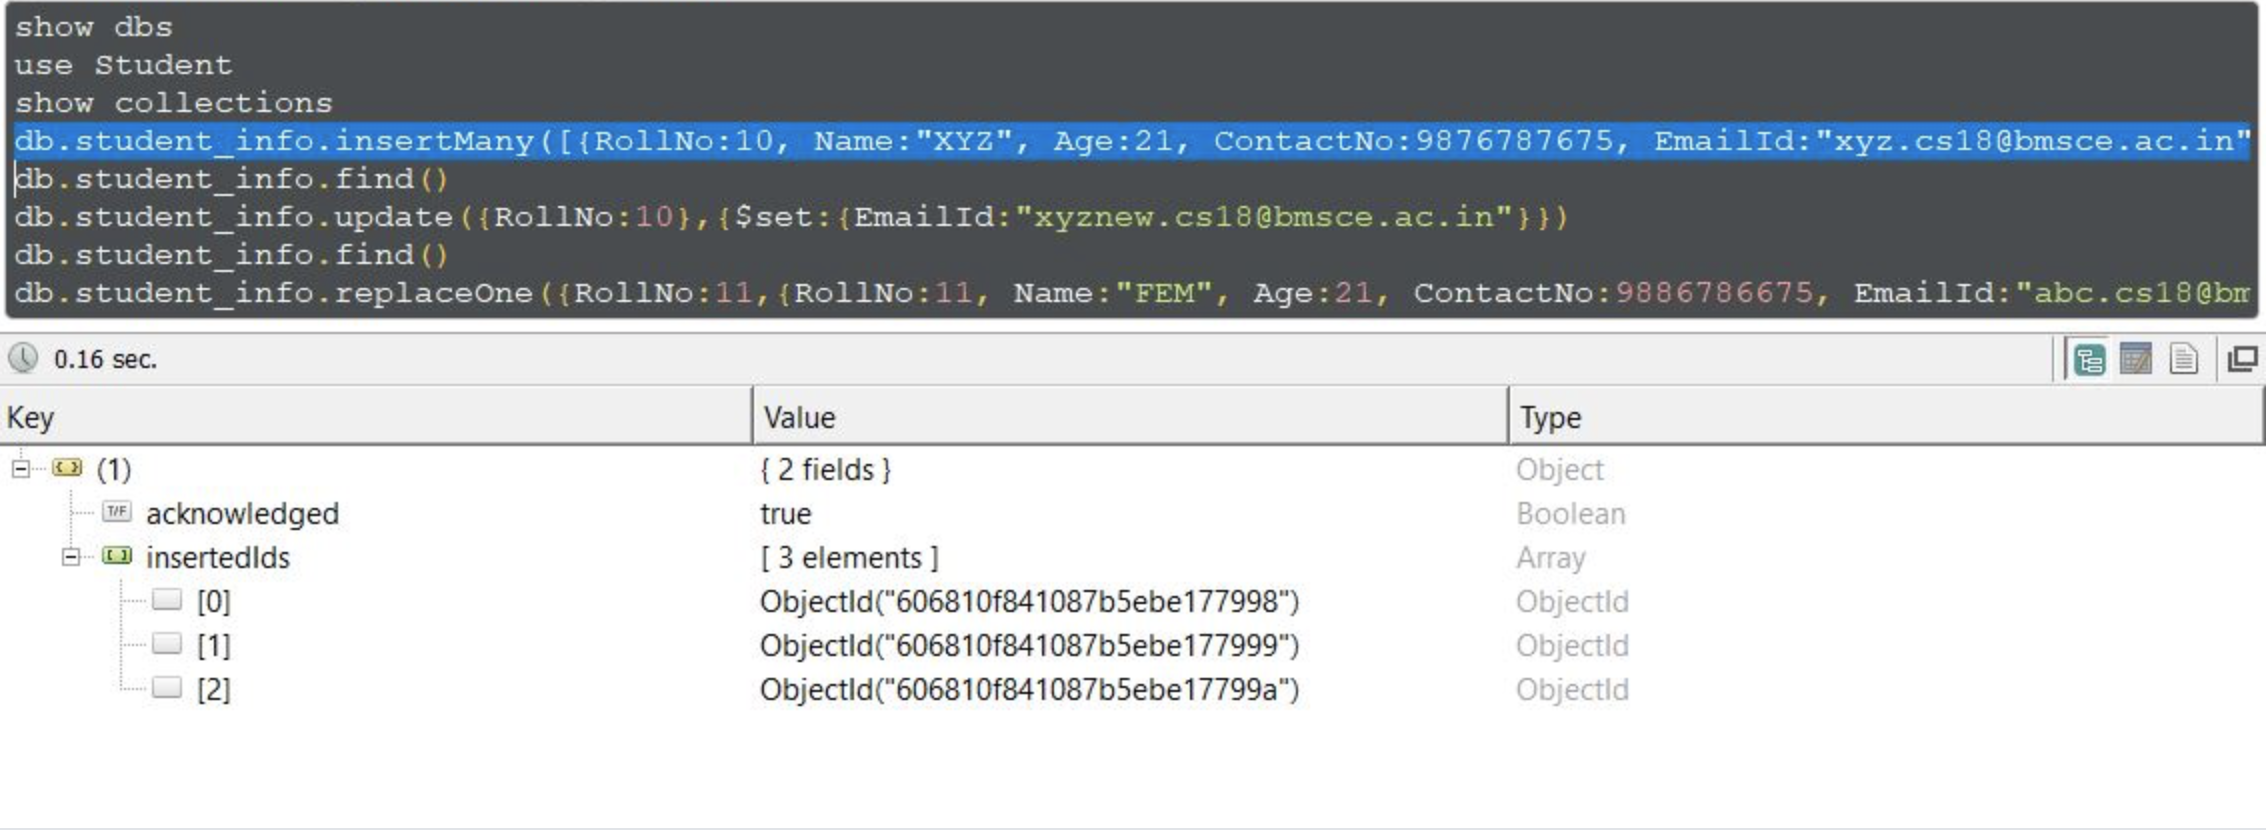 show dbs
use Student
show collections
db.student_info.insertMany([{RollNo:10, Name:"XYZ", Age:21, ContactNo:9876787675, EmailId:"xyz.cs18@bmsce.ac.in"
db.student_info.find()
db.student_info.update({RollNo:10},{$set:{EmailId:"xyznew.cs18@bmsce.ac.in"}})
db.student_info.find()
db.student_info.replaceOne({RollNo:11,{RollNo:11, Name:"FEM", Age:21, ContactNo:9886786675, EmailId:"abc.cs18@bm
0.16 sec.
Key Value Type
(1) { 2 fields } Object
T/F acknowledged true Boolean
insertedIds [ 3 elements ] Array
[0] ObjectId("606810f841087b5ebe177998") ObjectId
[1] ObjectId("606810f841087b5ebe177999") ObjectId
[2] ObjectId("606810f841087b5ebe17799a") ObjectId